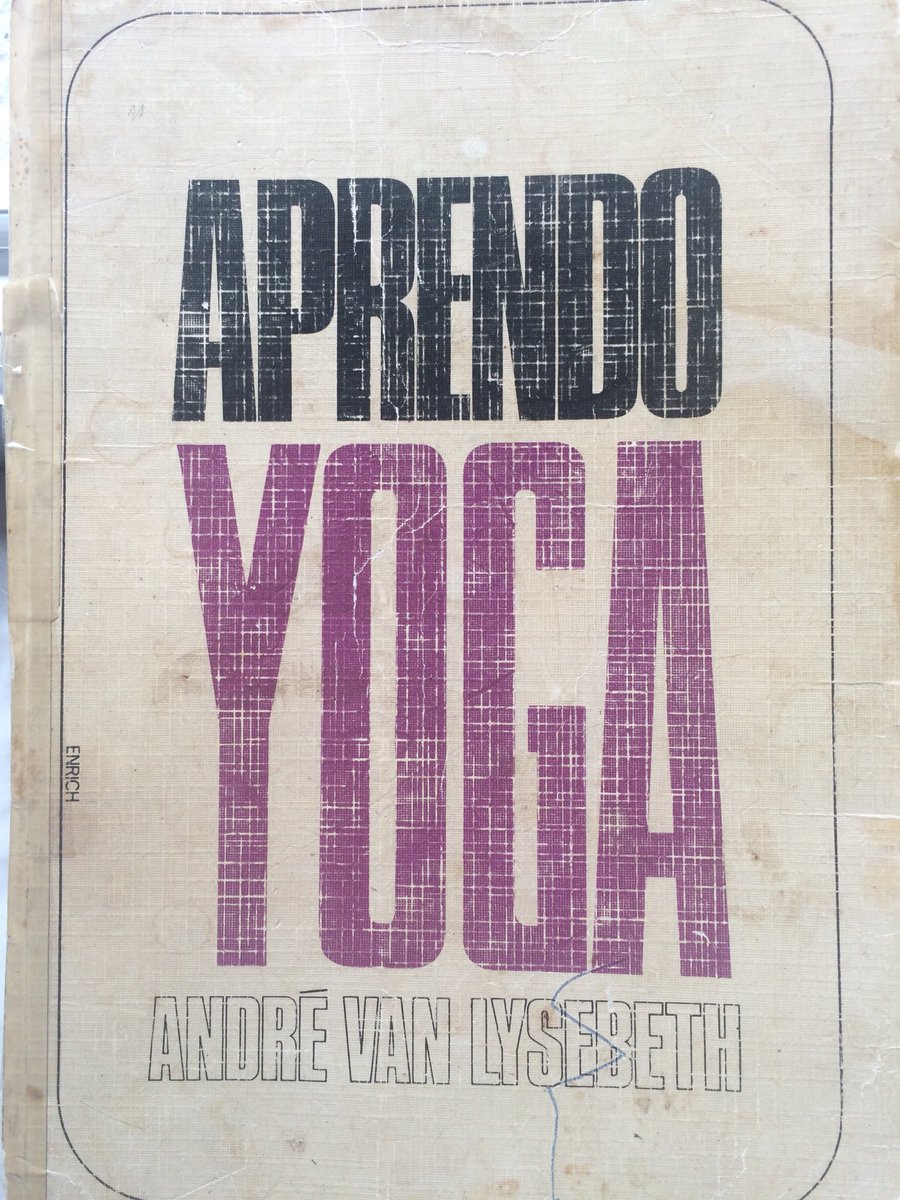 APRENDO
YOGA
ENRICH
ANDRÉ VAN LYSEBETH